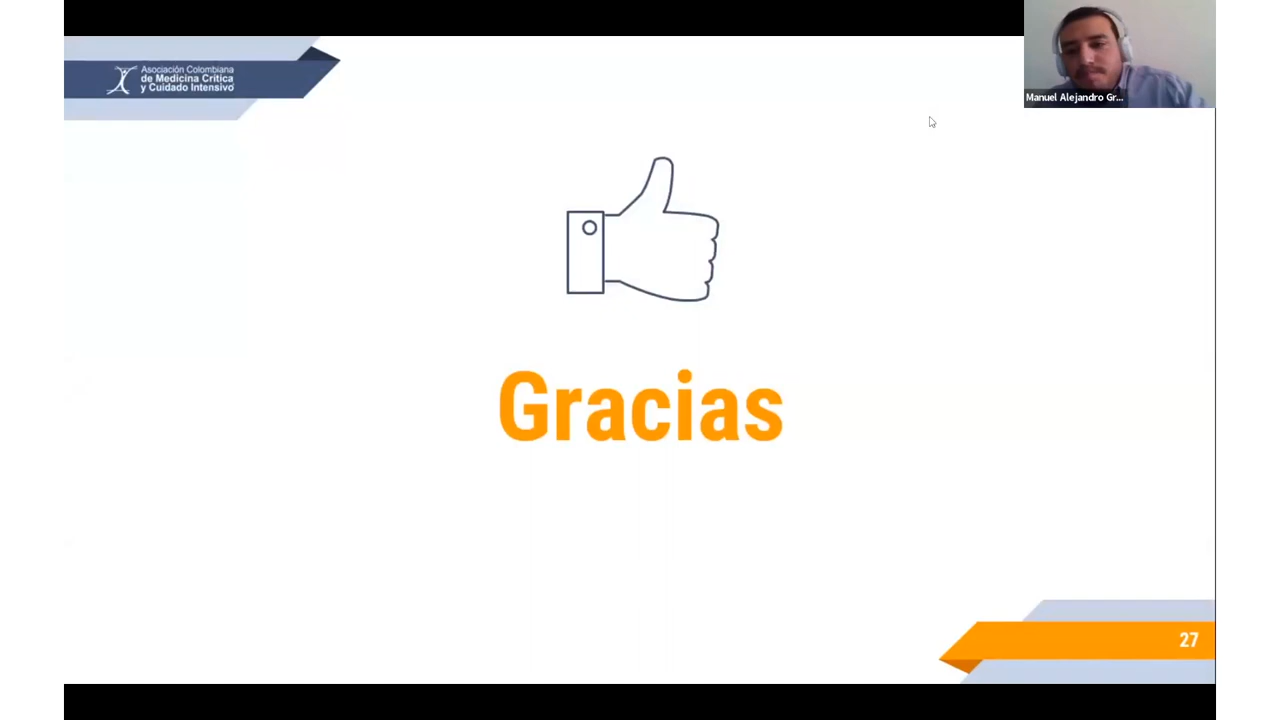 Asociación Colombiana
de Medicina Crítica
y Cuidado Intensivo
Manuel Alejandro Gr...
Gracias
27